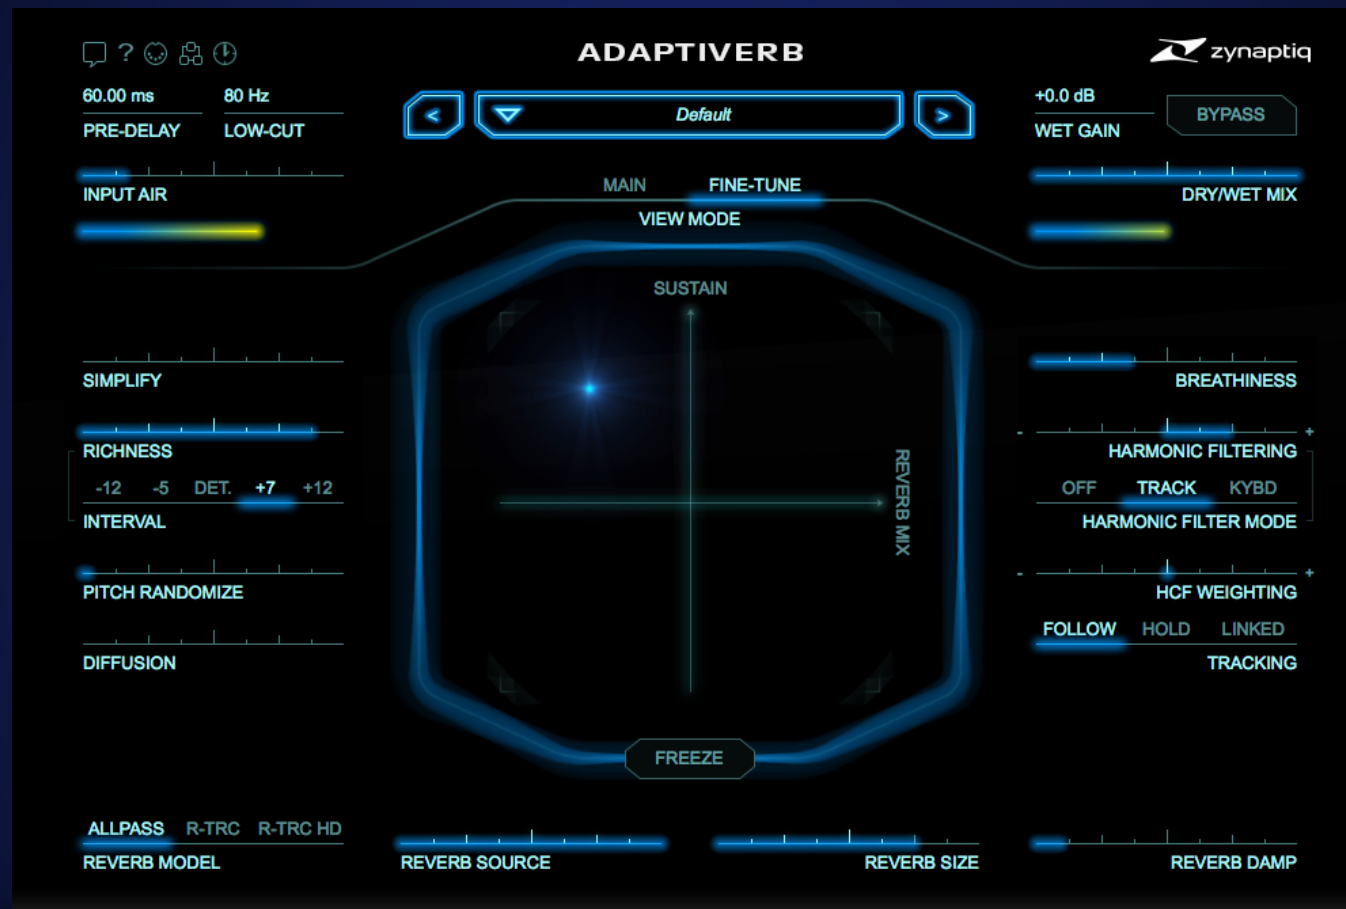 ?
ADAPTIVERB
zynaptiq
60.00 ms
80 Hz
PRE-DELAY
LOW-CUT
<
Default
>
+0.0 dB
WET GAIN
BYPASS
INPUT AIR
MAIN
FINE-TUNE
VIEW MODE
DRY/WET MIX
SUSTAIN
REVERB MIX
FREEZE
SIMPLIFY
RICHNESS
-12 -5 DET. +7 +12
INTERVAL
PITCH RANDOMIZE
DIFFUSION
BREATHINESS
- +
HARMONIC FILTERING
OFF TRACK KYBD
HARMONIC FILTER MODE
- +
HCF WEIGHTING
FOLLOW HOLD LINKED
TRACKING
ALLPASS R-TRC R-TRC HD
REVERB MODEL
REVERB SOURCE
REVERB SIZE
REVERB DAMP